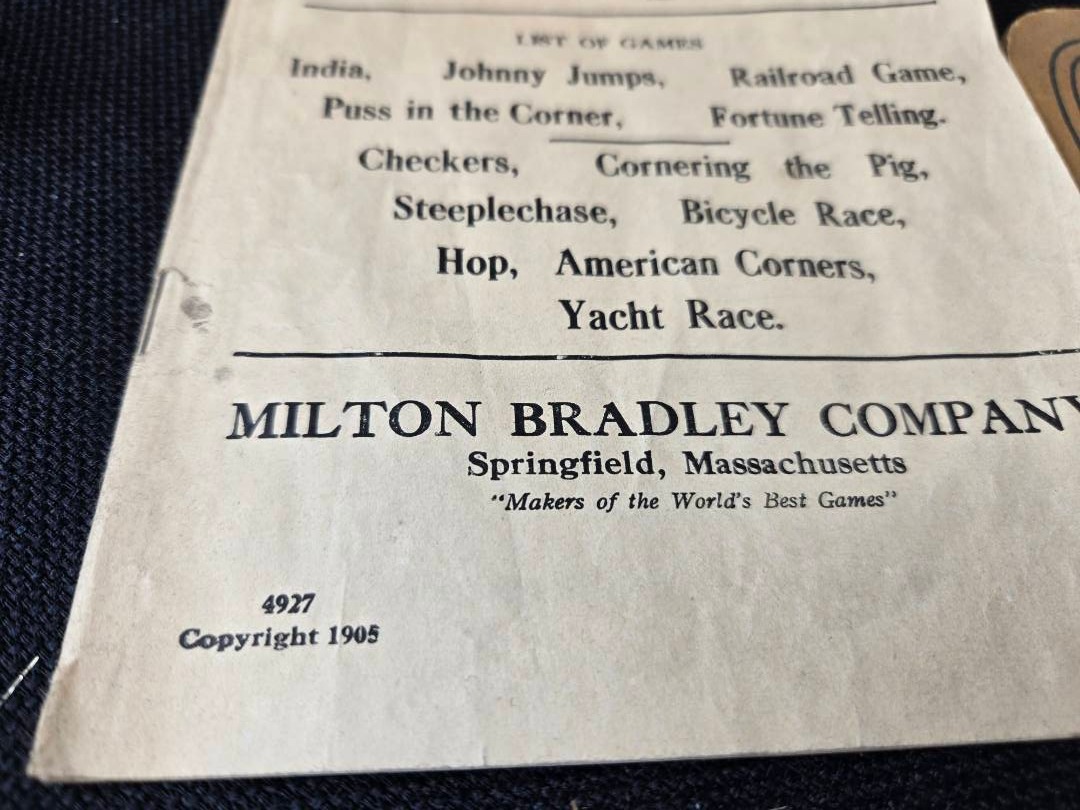 LIST OF GAMES
India, Johnny Jumps, Railroad Game,
Puss in the Corner, Fortune Telling.
Checkers, Cornering the Pig,
Steeplechase, Bicycle Race,
Hop, American Corners,
Yacht Race.
MILTON BRADLEY COMPANY
Springfield, Massachusetts
"Makers of the World's Best Games"
4927
Copyright 1905